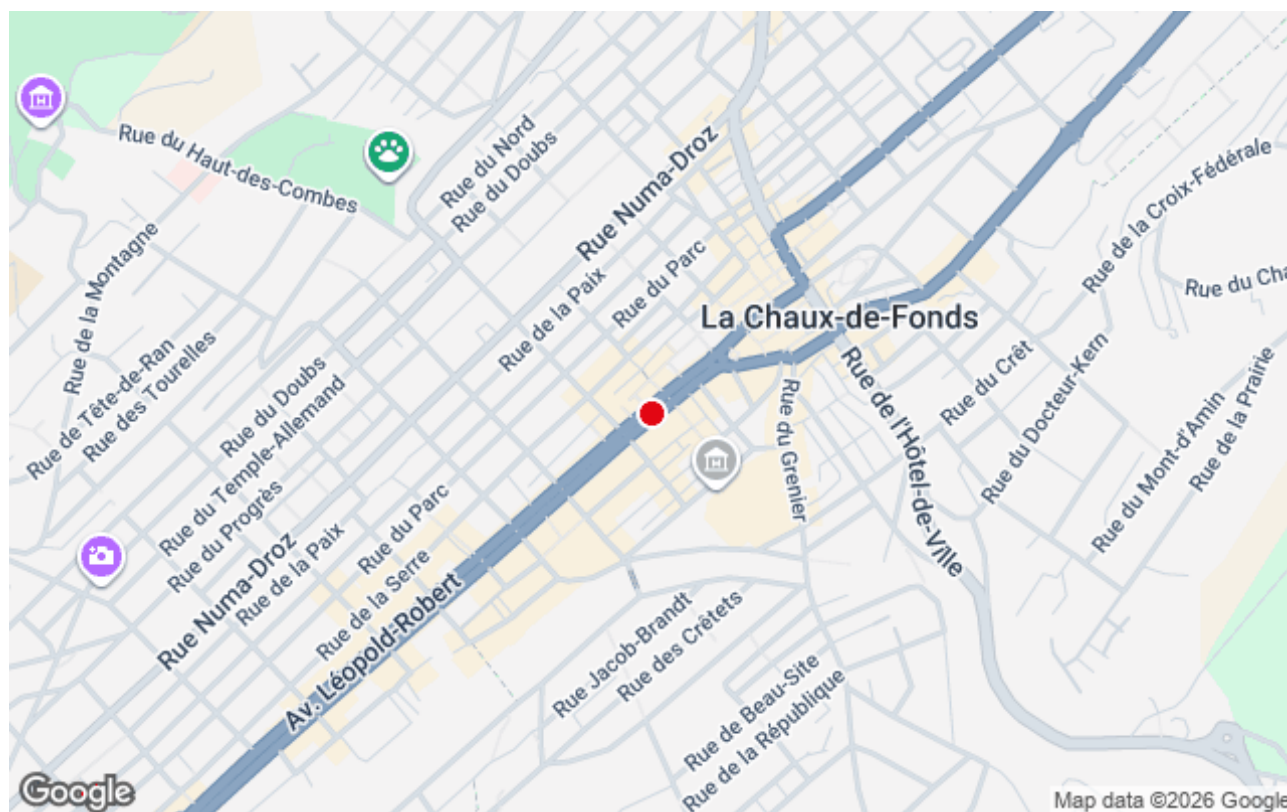 Rue du Haut-des-Combes
Rue du Nord
Rue du Doubs
Rue Numa-Droz
Rue de la Croix-Fédérale
Rue de la Montagne
Rue du Parc
Rue de la Paix
Rue du Cha
La Chaux-de-Fonds
Rue de Tête-de-Ran
Rue des Tourelles
Rue du Doubs
Rue du Crêt
Rue du Docteur-Kern
Rue de l'Hôtel-de-Ville
Rue du Temple-Allemand
Rue du Grenier
Rue du Mont-d'Amin
Rue de la Prairie
Rue du Progrès
Rue du Parc
Rue Numa-Droz
Rue de la Paix
Rue de la Serre
Av. Léopold-Robert
Rue Jacob-Brandt
Rue des Crêtets
Rue de Beau-Site
Rue de la République
Google
Map data ©2026 Google